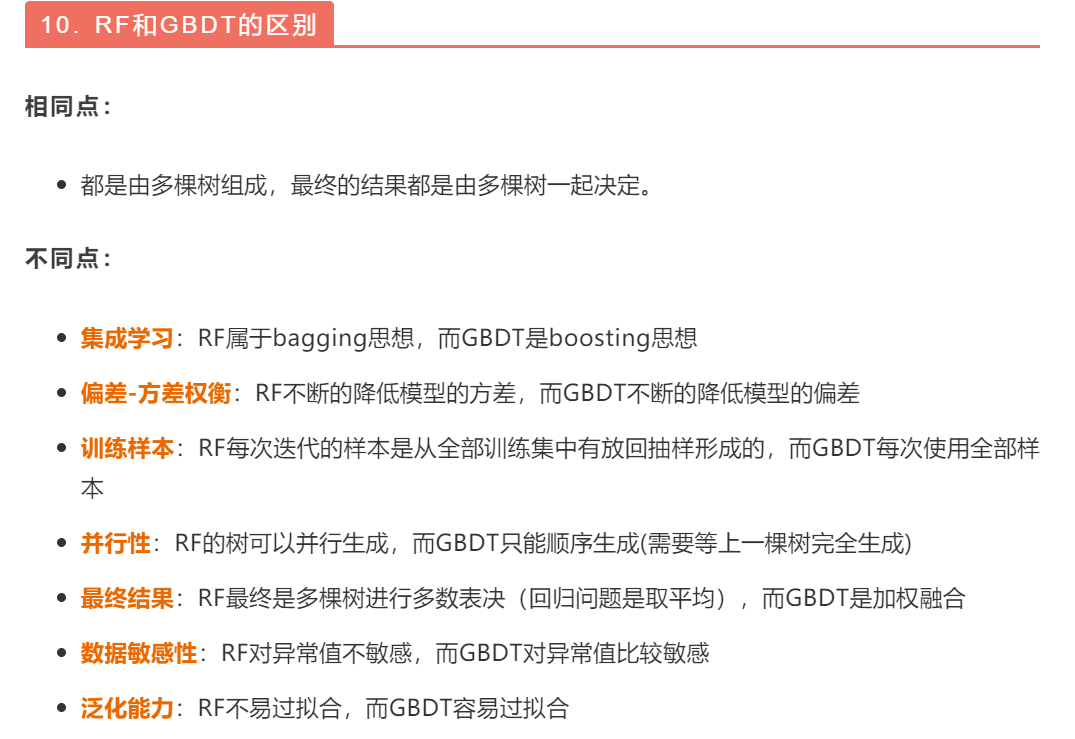 10. RF和GBDT的区别
相同点：
• 都是由多棵树组成，最终的结果都是由多棵树一起决定。
不同点：
• 集成学习：RF属于bagging思想，而GBDT是boosting思想
• 偏差-方差权衡：RF不断的降低模型的方差，而GBDT不断的降低模型的偏差
• 训练样本：RF每次迭代的样本是从全部训练集中有放回抽样形成的，而GBDT每次使用全部样
本
• 并行性：RF的树可以并行生成，而GBDT只能顺序生成(需要等上一棵树完全生成)
• 最终结果：RF最终是多棵树进行多数表决（回归问题是取平均），而GBDT是加权融合
• 数据敏感性：RF对异常值不敏感，而GBDT对异常值比较敏感
• 泛化能力：RF不易过拟合，而GBDT容易过拟合